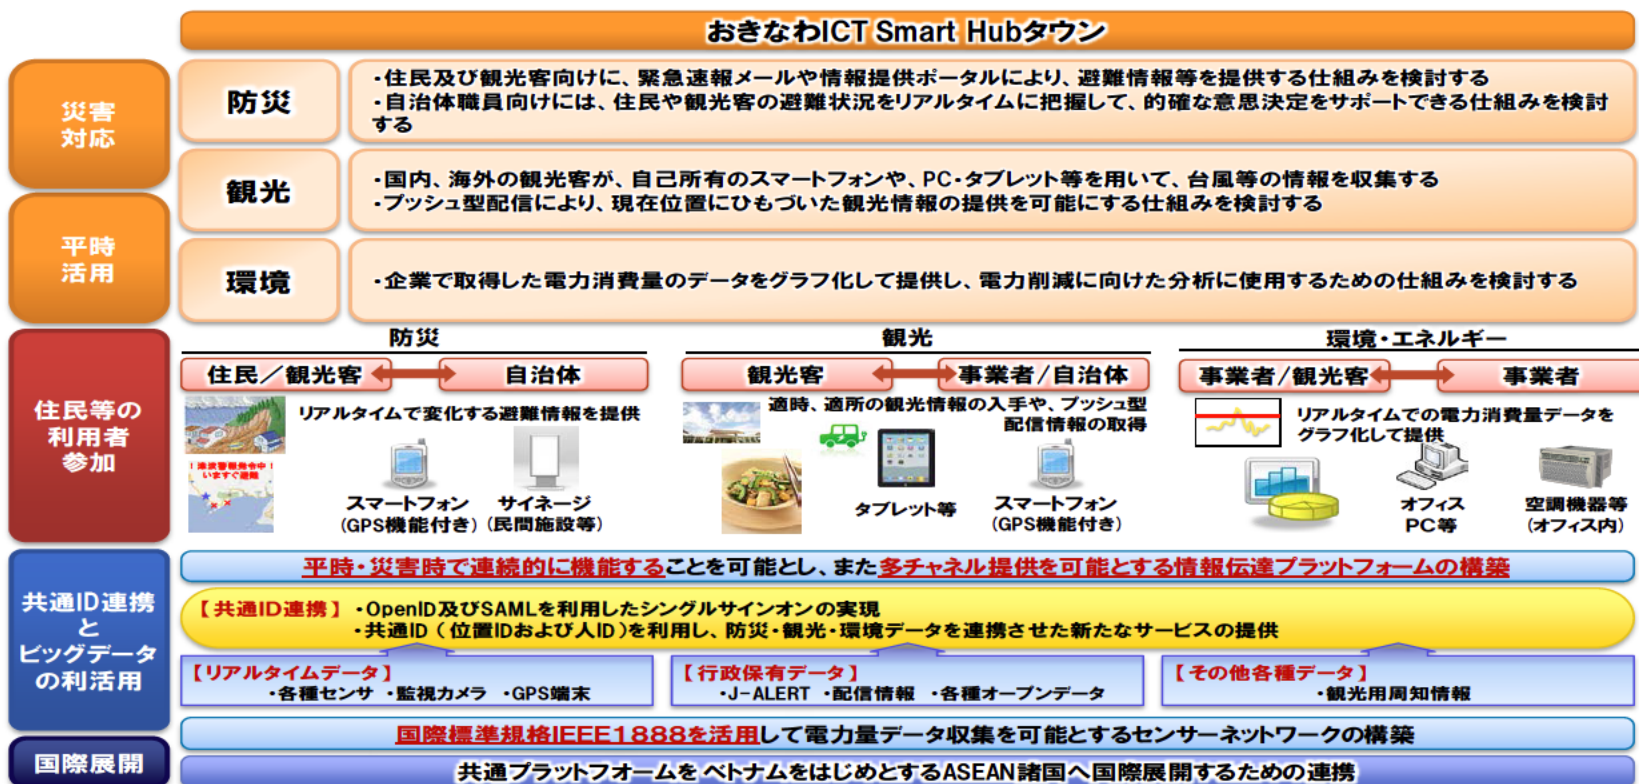 おきなわICT Smart Hubタウン
災害
対応
防災
・住民及び観光客向けに、緊急速報メールや情報提供ポータルにより、避難情報等を提供する仕組みを検討する
・自治体職員向けには、住民や観光客の避難状況をリアルタイムに把握して、的確な意思決定をサポートできる仕組みを検討
する
観光
・国内、海外の観光客が、自己所有のスマートフォンや、PC・タブレット等を用いて、台風等の情報を収集する
・プッシュ型配信により、現在位置にひもづいた観光情報の提供を可能にする仕組みを検討する
平時
活用
環境
・企業で取得した電力消費量のデータをグラフ化して提供し、電力削減に向けた分析に使用するための仕組みを検討する
住民等の
利用者
参加
防災
住民／観光客
自治体
リアルタイムで変化する避難情報を提供
！津波警報発令中！
いますぐ避難
スマートフォン
(GPS機能付き)
サイネージ
(民間施設等)
観光
観光客
事業者/自治体
適時、適所の観光情報の入手や、プッシュ型
配信情報の取得
タブレット等
スマートフォン
(GPS機能付き)
環境・エネルギー
事業者/観光客
事業者
リアルタイムでの電力消費量データを
グラフ化して提供
オフィス
PC等
空調機器等
(オフィス内)
共通ID連携
と
ビッグデータ
の利活用
平時・災害時で連続的に機能することを可能とし、また多チャネル提供を可能とする情報伝達プラットフォームの構築
【共通ID連携】・OpenID及びSAMLを利用したシングルサインオンの実現
・共通ID（位置IDおよび人ID）を利用し、防災・観光・環境データを連携させた新たなサービスの提供
【リアルタイムデータ】
・各種センサ ・監視カメラ ・GPS端末
【行政保有データ】
・J-ALERT ・配信情報 ・各種オープンデータ
【その他各種データ】
・観光用周知情報
国際標準規格IEEE1888を活用して電力量データ収集を可能とするセンサーネットワークの構築
国際展開
共通プラットフオームを ベトナムをはじめとするASEAN諸国へ国際展開するための連携